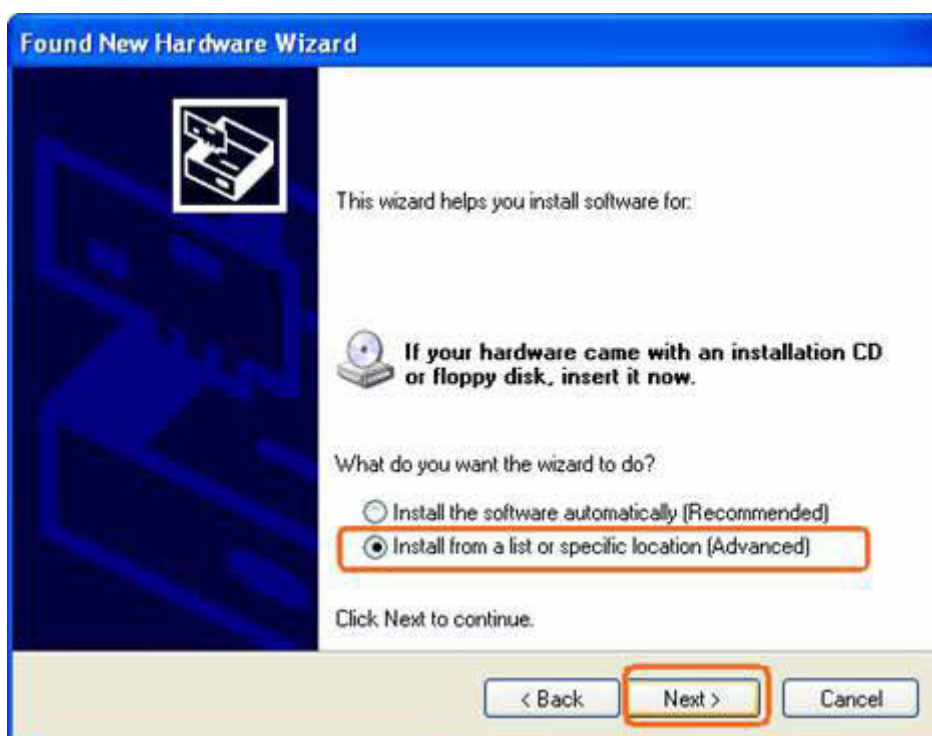 Found New Hardware Wizard
This wizard helps you install software for:
If your hardware came with an installation CD
or floppy disk, insert it now.
What do you want the wizard to do?
Install the software automatically (Recommended)
Install from a list or specific location (Advanced)
Click Next to continue.
< Back Next > Cancel